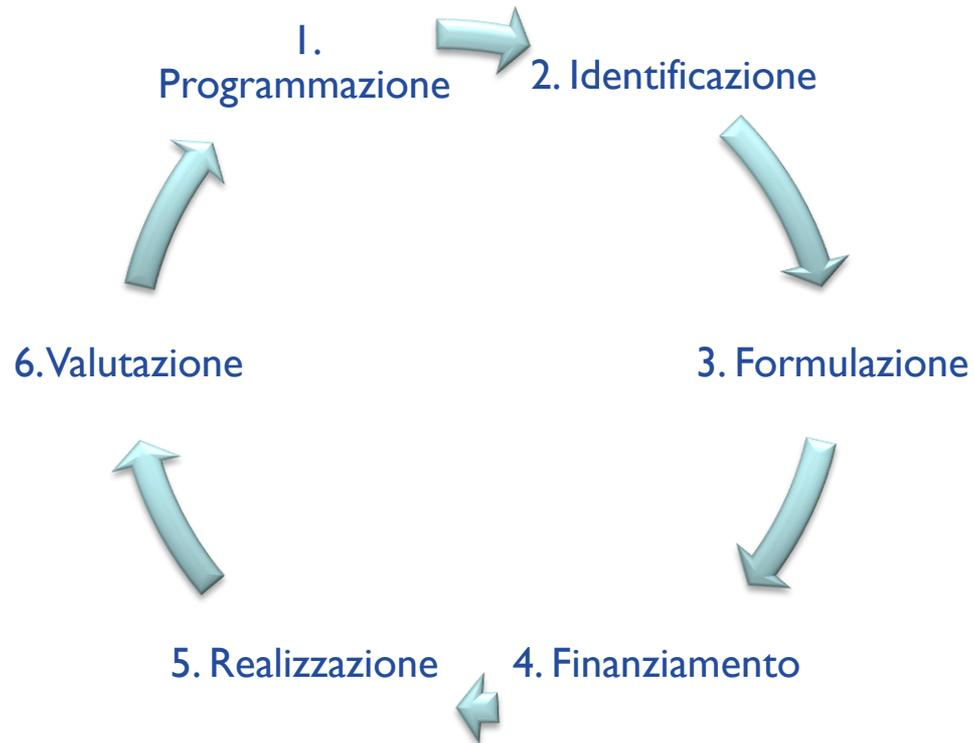 1.
Programmazione
2. Identificazione
3. Formulazione
4. Finanziamento
5. Realizzazione
6. Valutazione